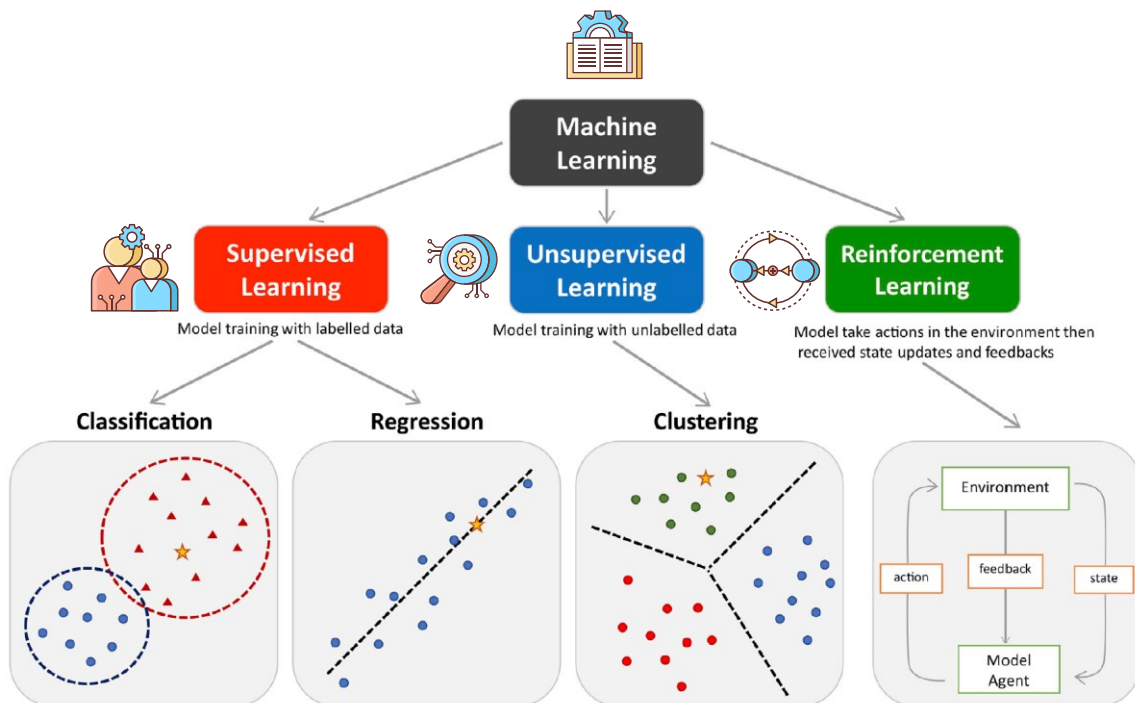 Machine
Learning
Supervised
Learning
Unsupervised
Learning
Reinforcement
Learning
Model training with labelled data
Model training with unlabelled data
Model take actions in the environment then
received state updates and feedbacks
Classification
Regression
Clustering
Environment
action
feedback
state
Model
Agent